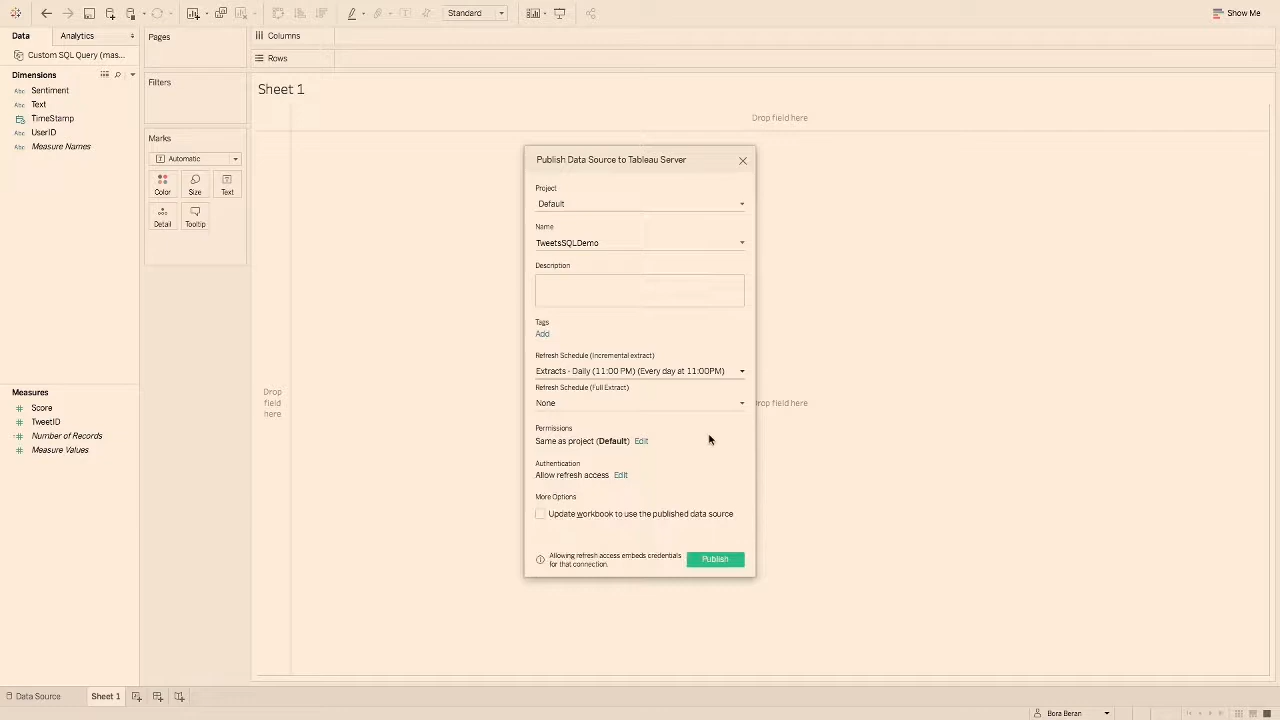 Standard
Show Me
Data
Analytics
Pages
Columns
Custom SQL Query (mas...
Rows
Dimensions
Filters
Sheet 1
Abc Sentiment
Abc Text
TimeStamp
Abc UserID
Abc Measure Names
Drop field here
Marks
Automatic
Color
Size
Text
Detail
Tooltip
Publish Data Source to Tableau Server
Project
Default
Name
TweetsSQLDemo
Description
Tags
Add
Refresh Schedule (Incremental extract)
Extracts - Daily (11:00 PM) (Every day at 11:00PM)
Refresh Schedule (Full Extract)
None
Permissions
Same as project (Default) Edit
Authentication
Allow refresh access Edit
More Options
Update workbook to use the published data source
Allowing refresh access embeds credentials
for that connection.
Publish
Drop
field
here
Drop field here
Measures
Score
TweetID
Number of Records
Measure Values
Data Source
Sheet 1
Bora Beran